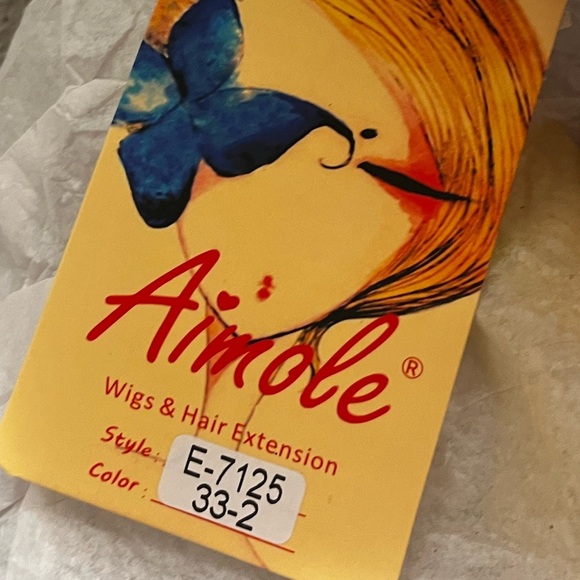 Aimole®
Wigs & Hair Extension
Style: E-7125
Color: 33-2